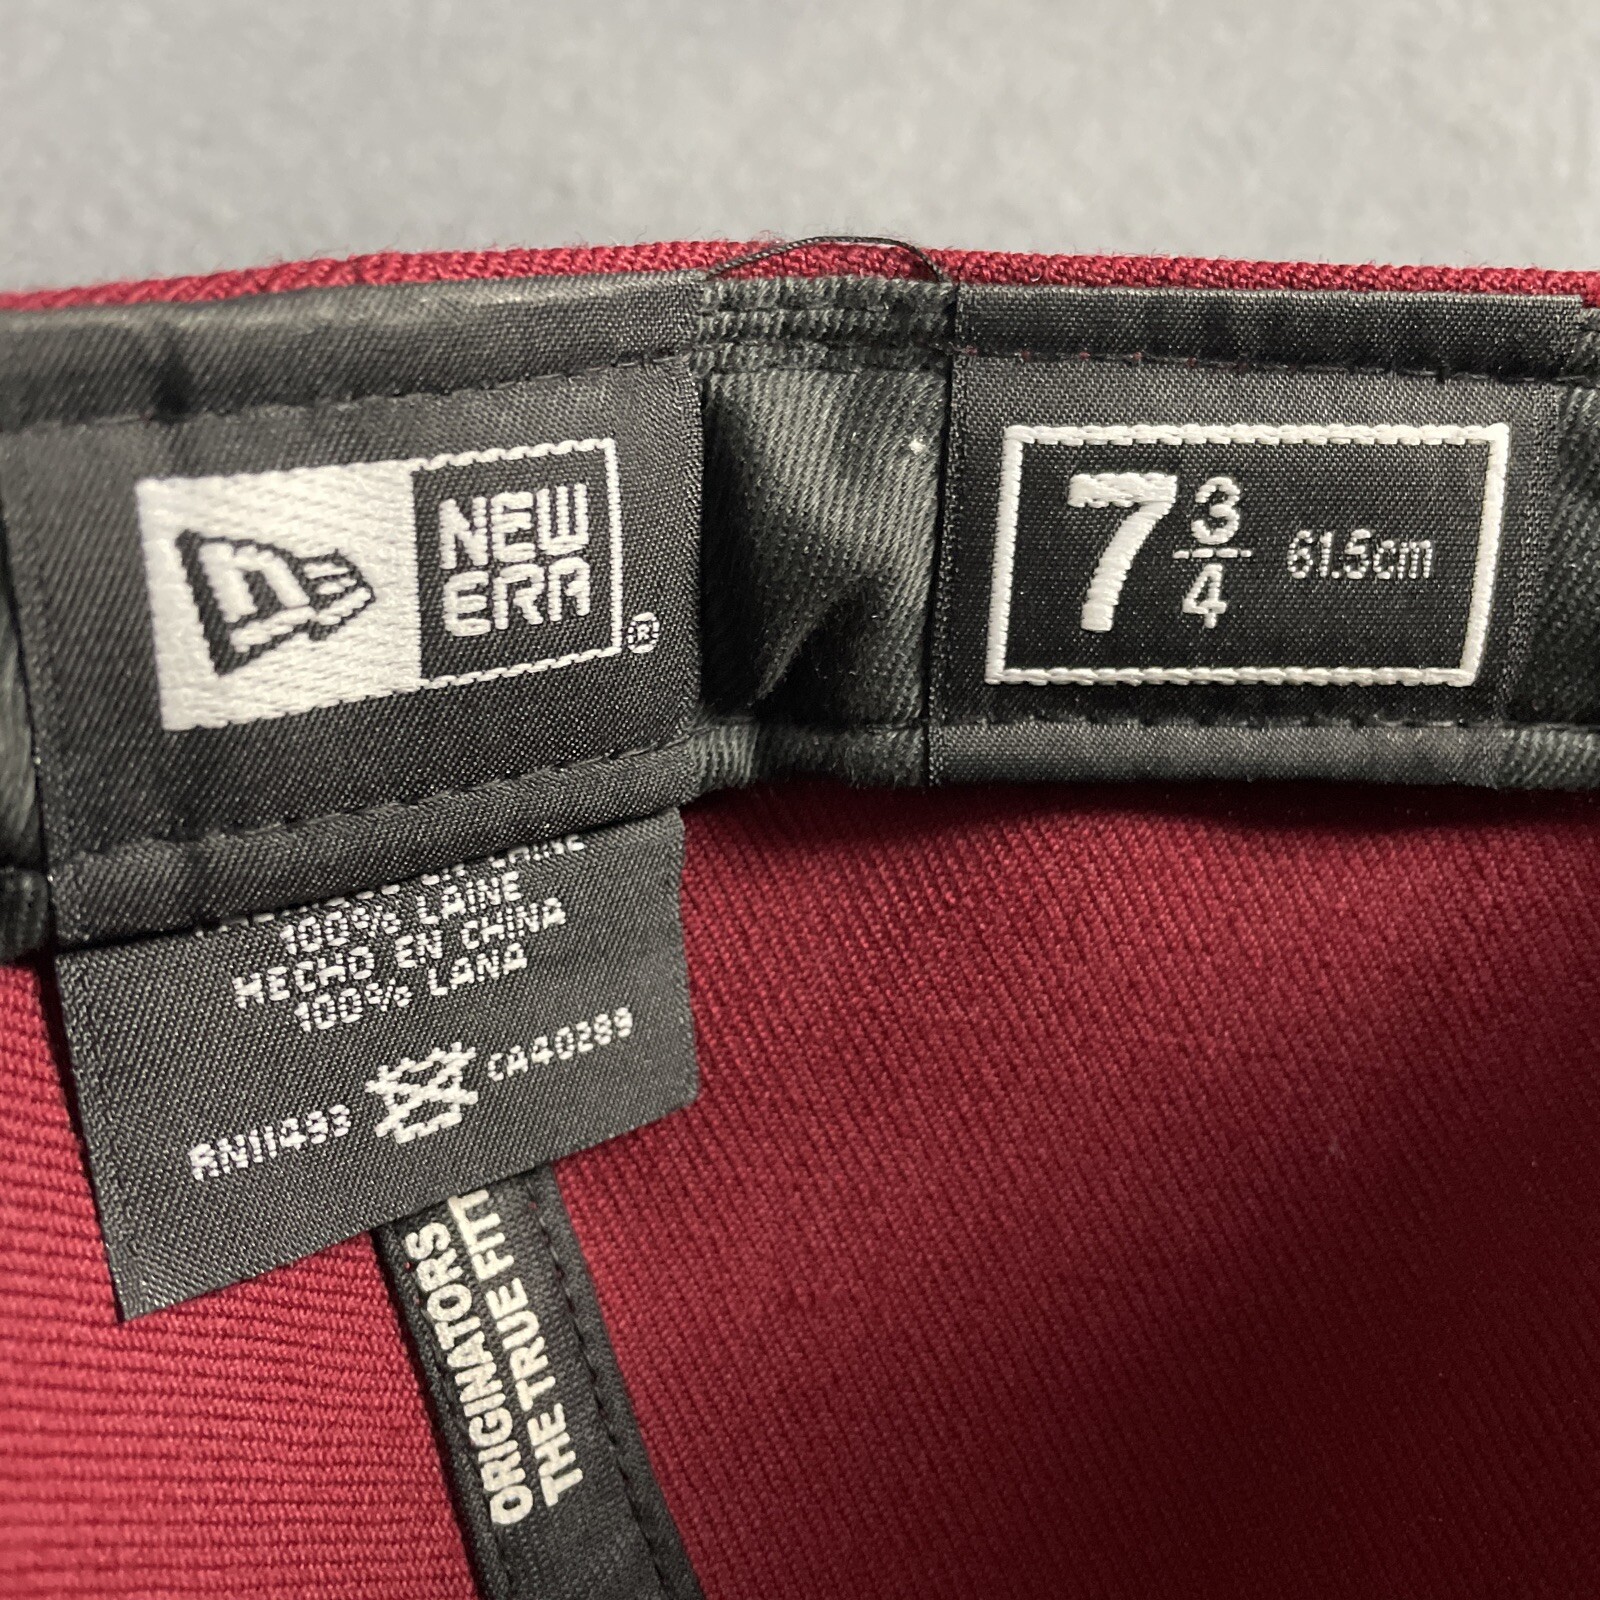 NEW
ERA
®
7 3/4 61.5cm
100% LAINE
HECHO EN CHINA
100% LANA
RN11493 CA40289
ORIGINATORS
THE TRUE FITT